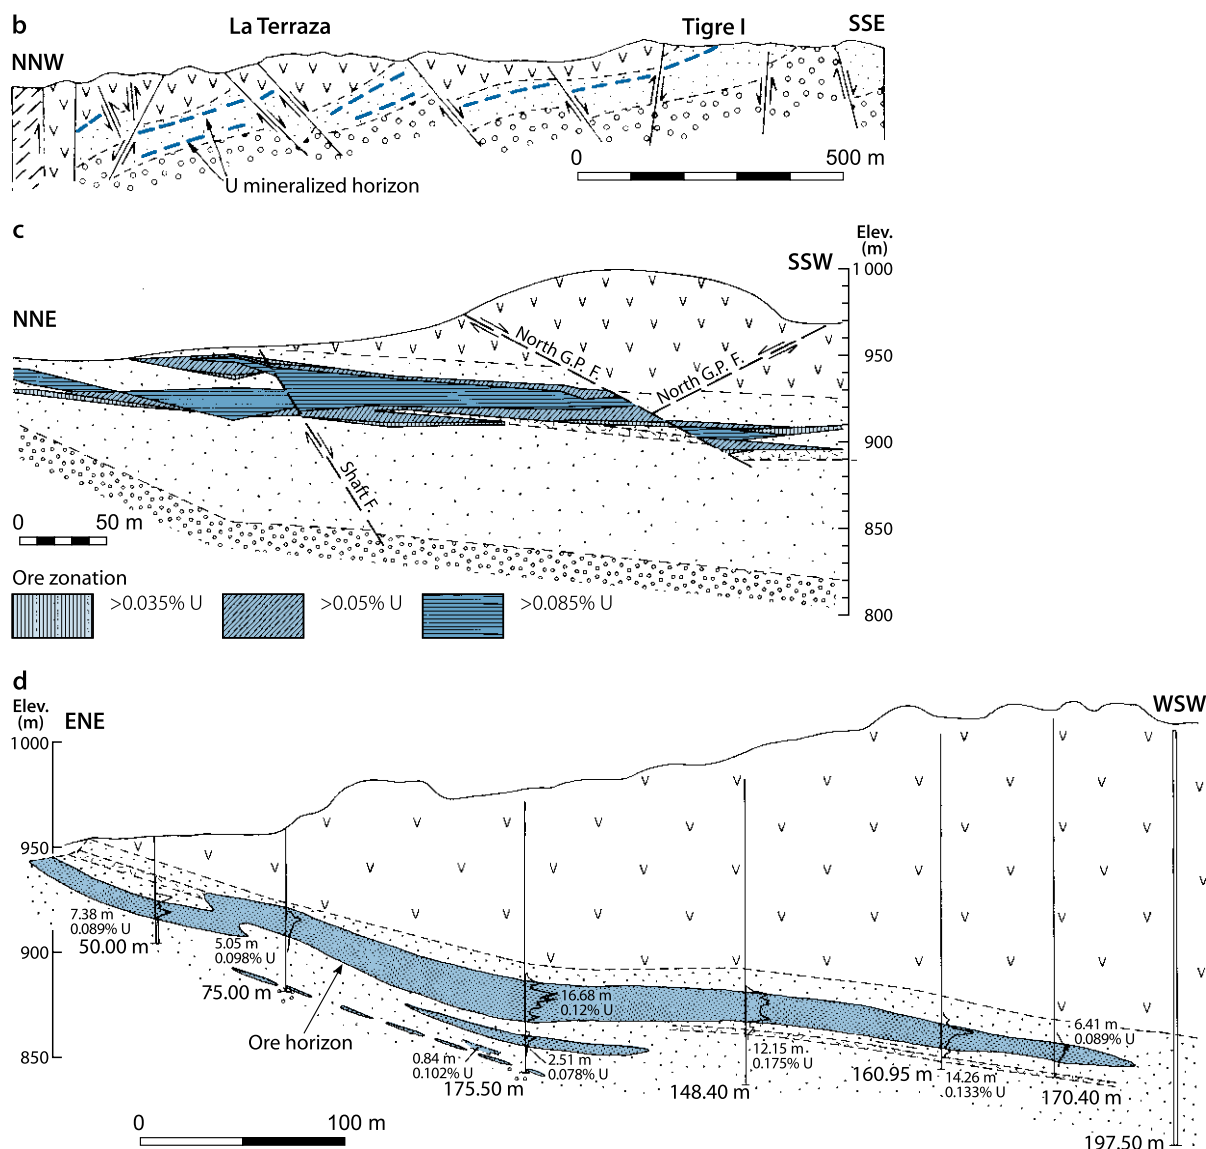 b
La Terraza
Tigre I
SSE
NNW
U mineralized horizon
0
500 m
c
Elev.
(m)
SSW
1000
NNE
North G.P. F.
North G.P. F.
950
900
Shaft F.
850
0
50 m
800
Ore zonation
>0.035% U
>0.05% U
>0.085% U
d
Elev.
(m)
ENE
WSW
1000
950
7.38 m
0.089% U
50.00 m
5.05 m
0.098% U
900
75.00 m
16.68 m
0.12% U
Ore horizon
6.41 m
0.089% U
850
0.84 m
0.102% U
2.51 m
0.078% U
12.15 m
0.175% U
175.50 m
148.40 m
160.95 m
14.26 m
0.133% U
170.40 m
0
100 m
197.50 m